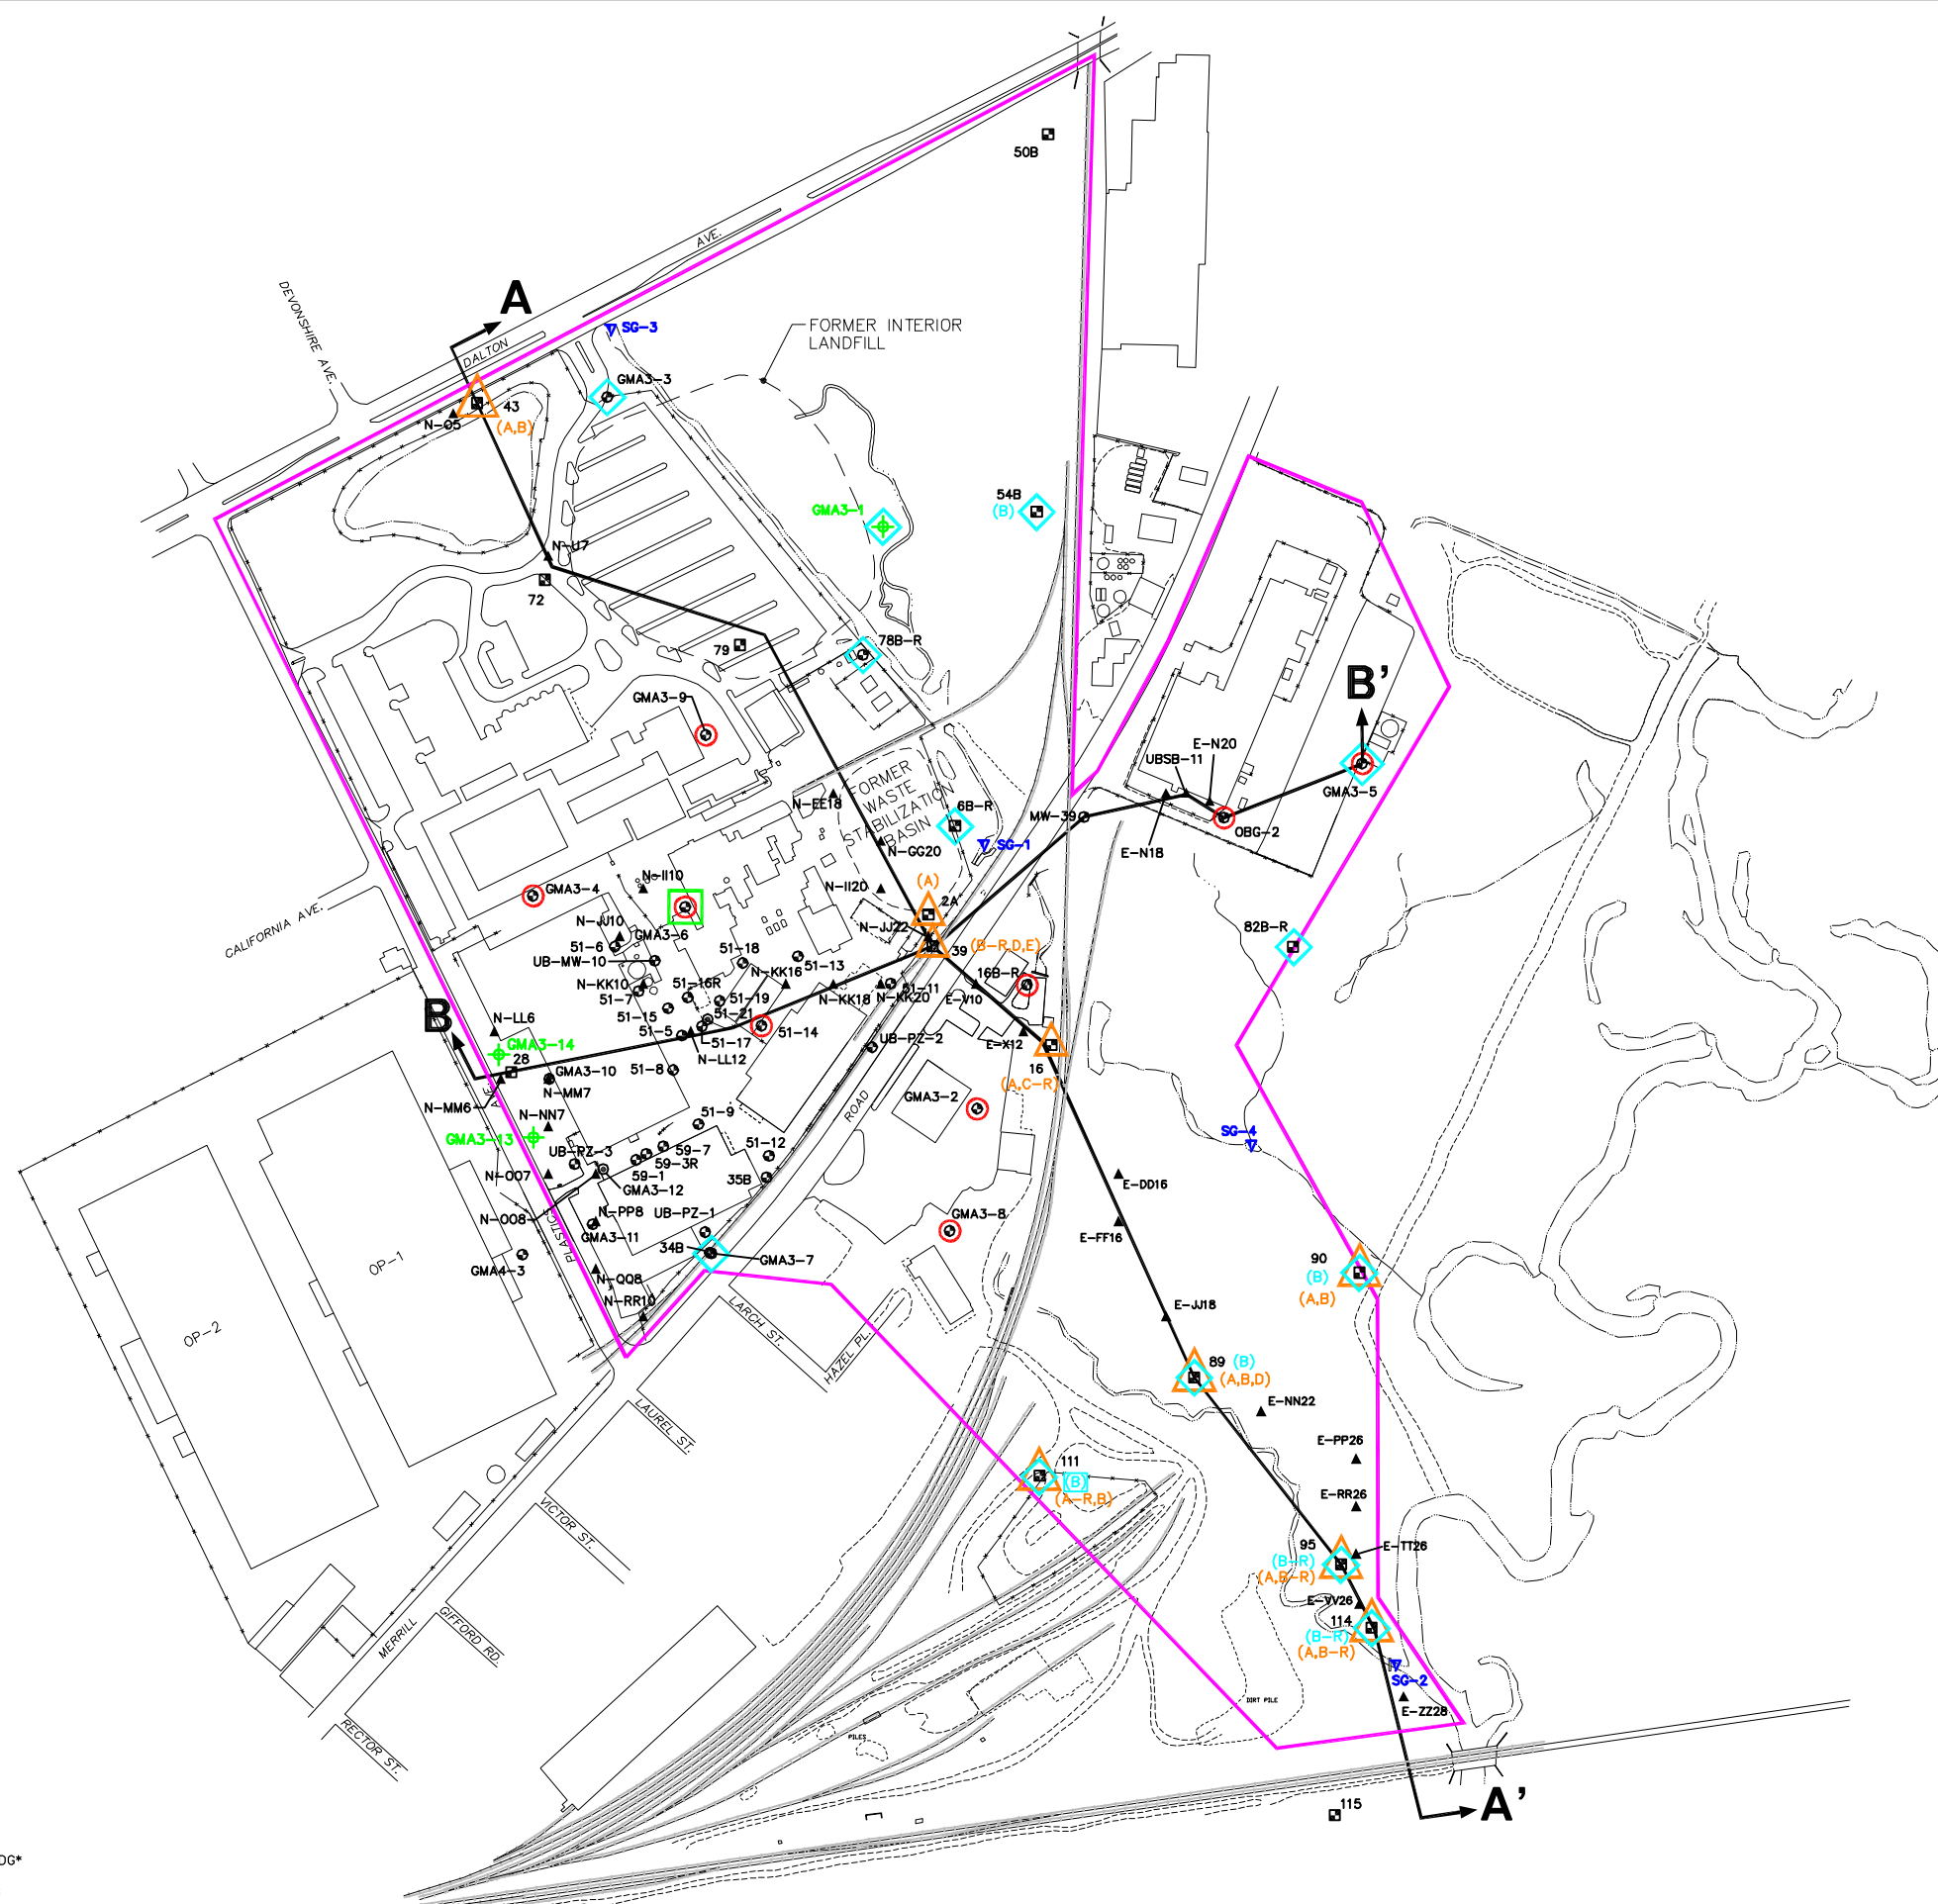 50B
AVE.
DEVONSHIRE AVE.
A
SG-3
FORMER INTERIOR
LANDFILL
DALTON
GMA3-3
43
N-O5
(A,B)
54B
(B)
GMA3-1
N-U7
72
79
78B-R
GMA3-9
B'
E-N20
UBSB-11
GMA3-5
FORMER
WASTE
STABILIZATION
BASIN
N-EE18
6B-R
MW-39
OBG-2
SG-1
N-GG20
E-N18
N-II10
N-II20
(A)
GMA3-4
2A
CALIFORNIA AVE.
N-JJ10
N-JJ22
82B-R
GMA3-6
51-6
51-18
39
(B-R,D,E)
UB-MW-10
51-13
N-KK16
16B-R
N-KK10
51-16R
51-11
51-7
51-19
N-KK18
N-KK20
E-V10
B
N-LL6
51-15
51-21
51-5
51-14
51-17
UB-PZ-2
E-X12
GMA3-14
28
N-LL12
51-8
16
GMA3-10
(A,C-R)
N-MM7
GMA3-2
N-MM6
AVE.
ROAD
N-NN7
51-9
SG-4
GMA3-13
UB-PZ-3
59-7
51-12
59-3R
N-OO7
59-1
35B
E-DD16
GMA3-12
N-OO8
N-PP8
UB-PZ-1
GMA3-8
PLASTICS
GMA3-11
E-FF16
34B
GMA3-7
90
OP-1
GMA4-3
N-QQ8
(B)
(A,B)
N-RR10
LARCH ST.
E-JJ18
OP-2
HAZEL PL.
89
(B)
(A,B,D)
E-NN22
LAUREL ST.
E-PP26
111
(B)
(A-R,B)
E-RR26
VICTOR ST.
95
E-TT26
(B-R)
(A,B-R)
E-VV26
GIFFORD RD.
MERRILL
114
(B-R)
(A,B-R)
SG-2
DIRT PILE
E-ZZ28
RECTOR ST.
PILES
A'
115
DG*